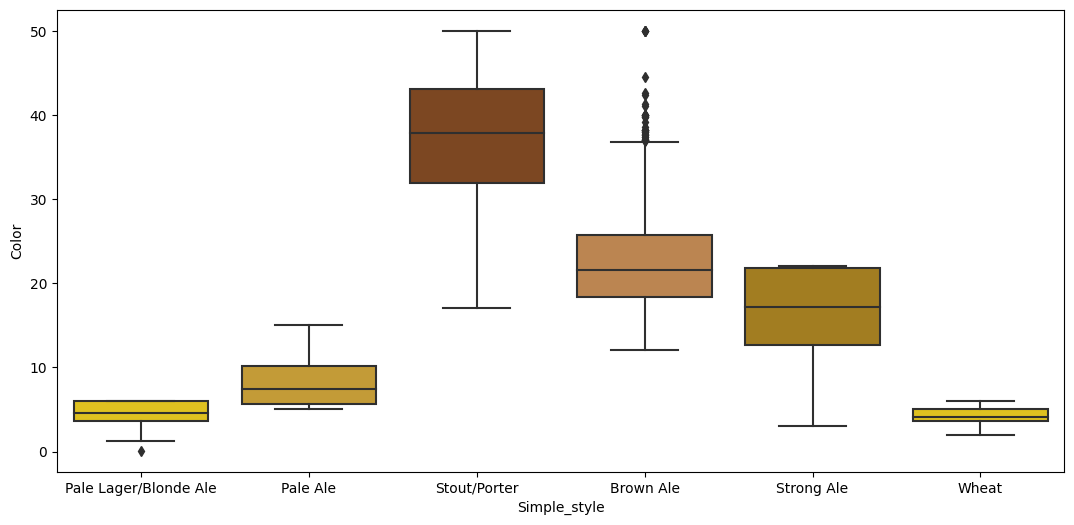 50
40
30
20
10
0
Color
Pale Lager/Blonde Ale
Pale Ale
Stout/Porter
Brown Ale
Strong Ale
Wheat
Simple_style